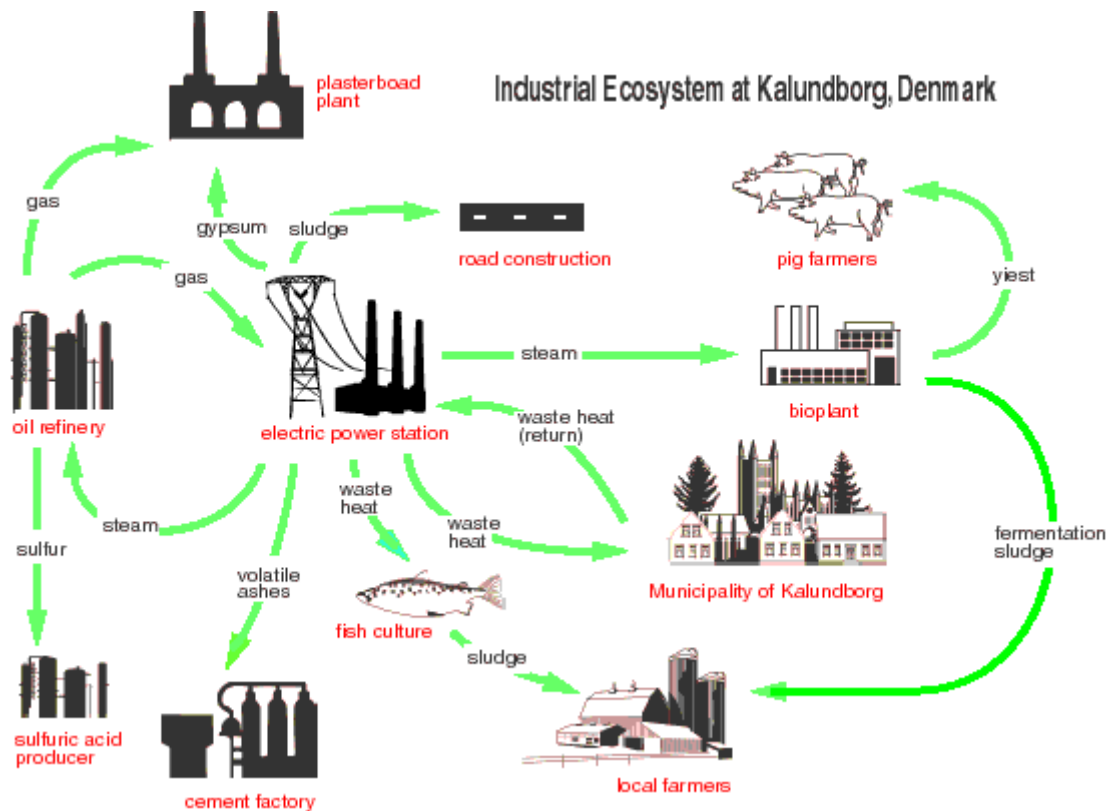 plasterboad
plant
Industrial Ecosystem at Kalundborg, Denmark
gas
gypsum
sludge
road construction
pig farmers
gas
yiest
steam
oil refinery
electric power station
waste heat
(return)
bioplant
steam
waste
heat
waste
heat
fermentation
sludge
sulfur
volatile
ashes
Municipality of Kalundborg
fish culture
sludge
sulfuric acid
producer
cement factory
local farmers